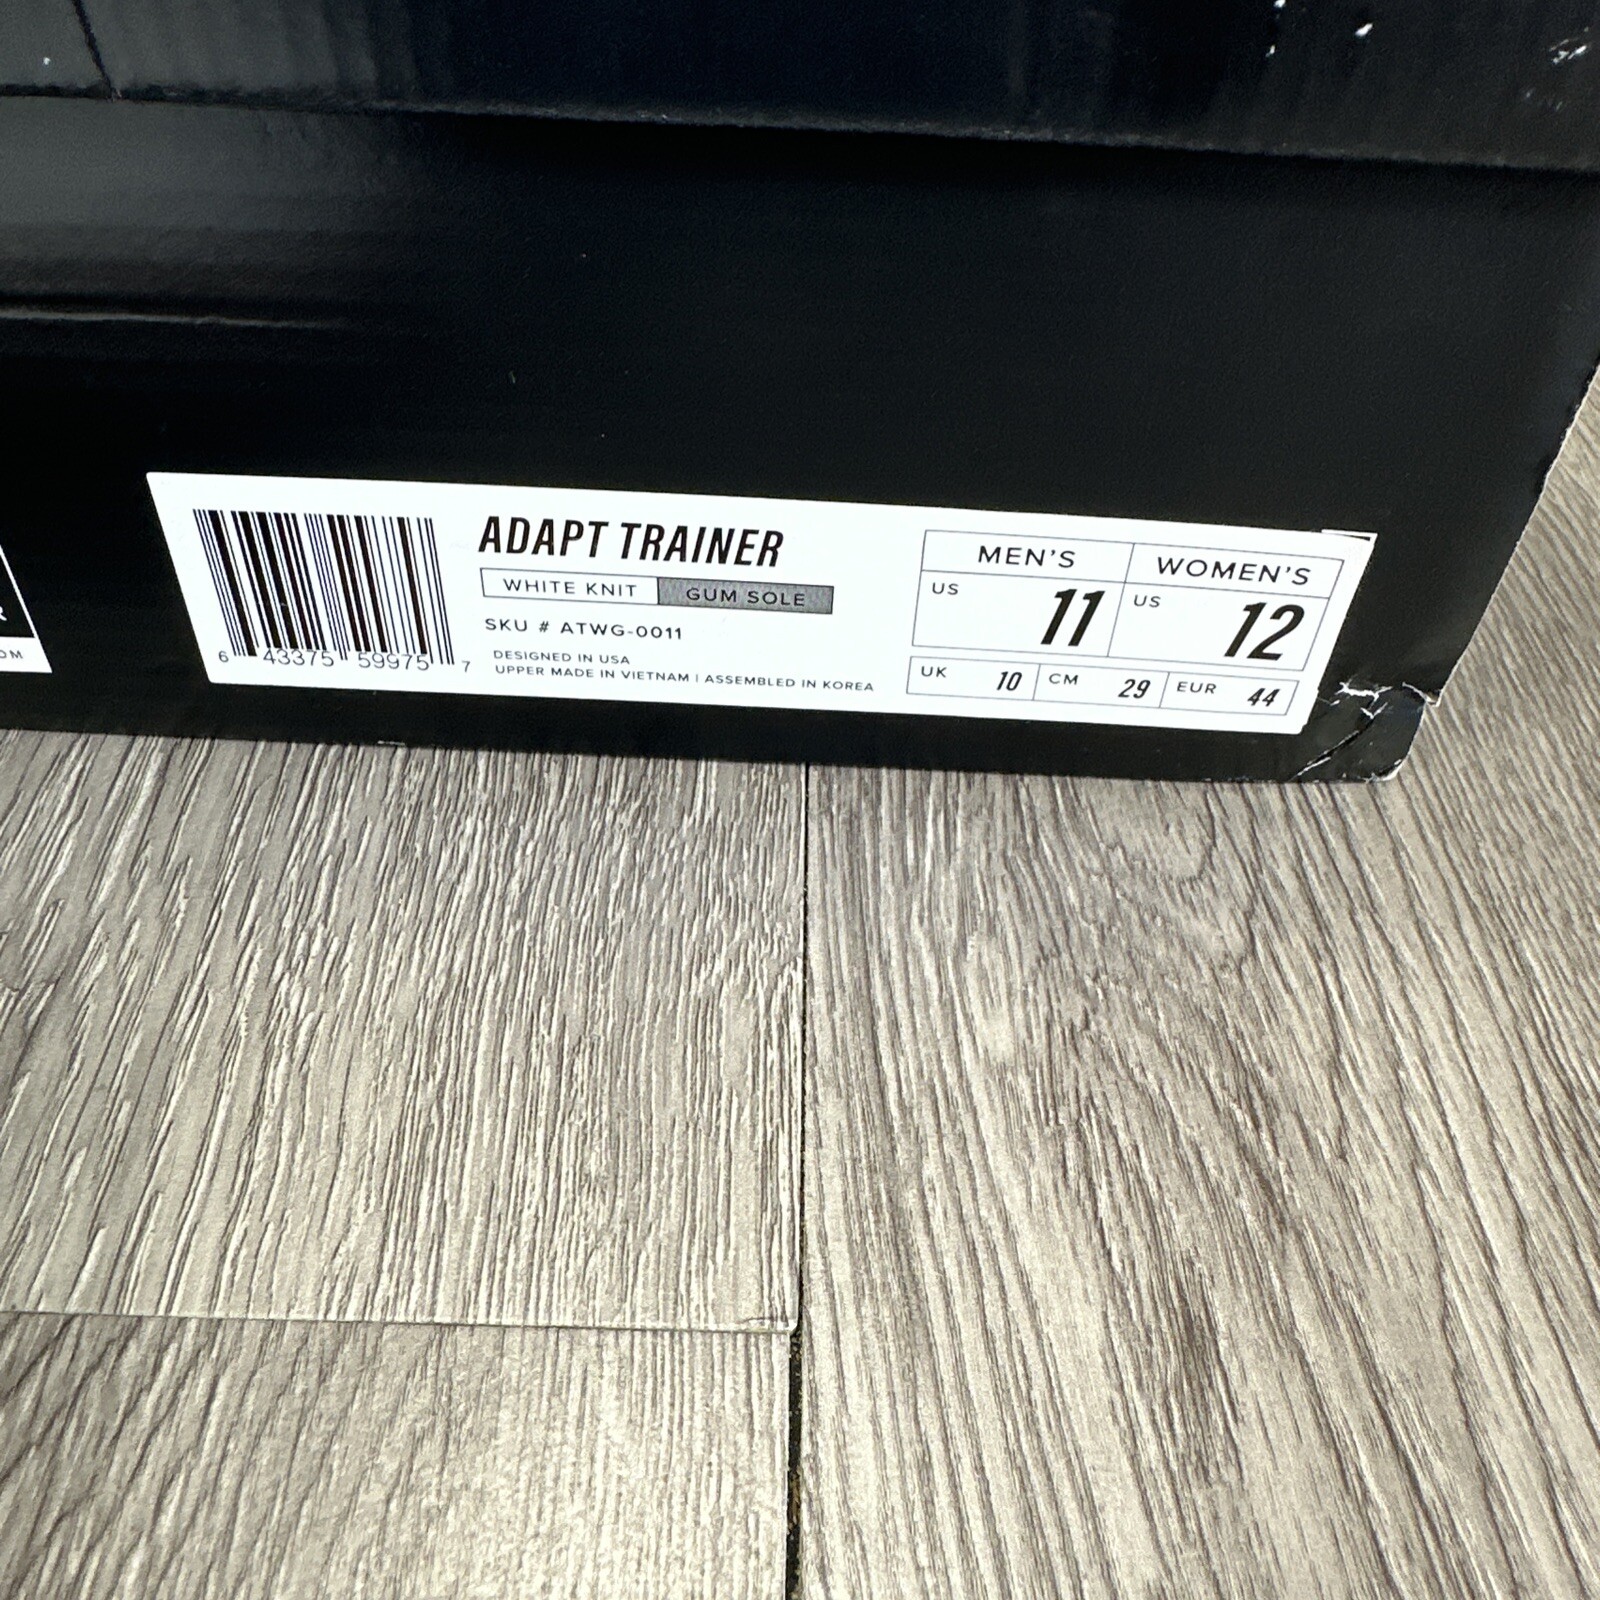 ADAPT TRAINER
WHITE KNIT GUM SOLE
SKU # ATWG-0011
DESIGNED IN USA
UPPER MADE IN VIETNAM | ASSEMBLED IN KOREA
6 43375 59975 7
MEN'S WOMEN'S
US 11 US 12
UK 10 CM 29 EUR 44